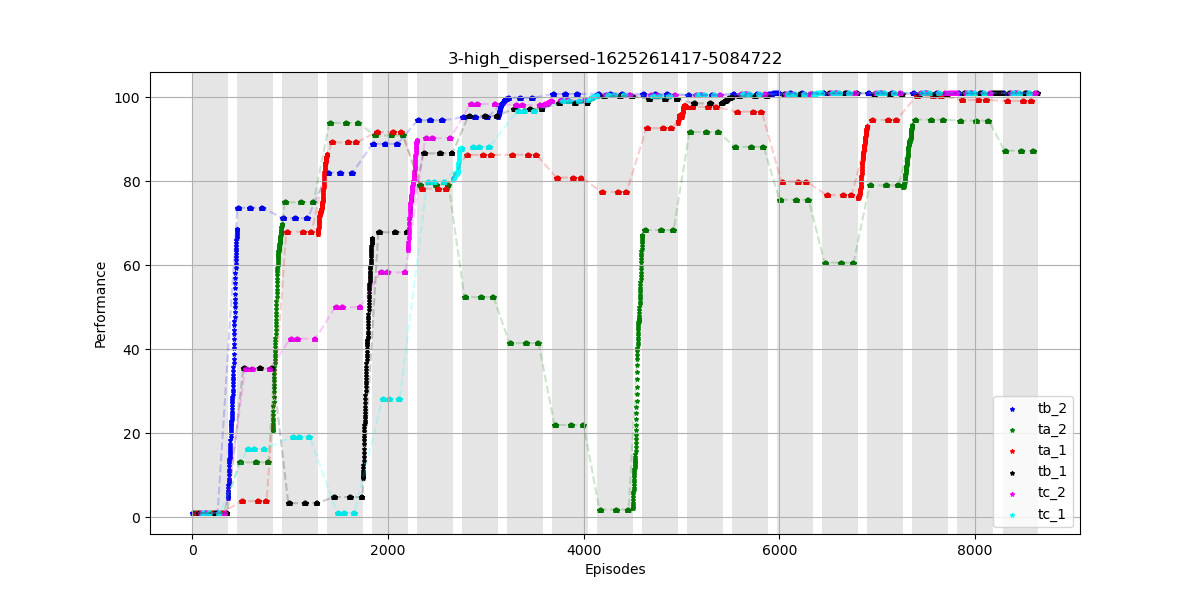 3-high_dispersed-1625261417-5084722
Performance
100
80
60
40
20
0
0 2000 4000 6000 8000
Episodes
tb_2
ta_2
ta_1
tb_1
tc_2
tc_1